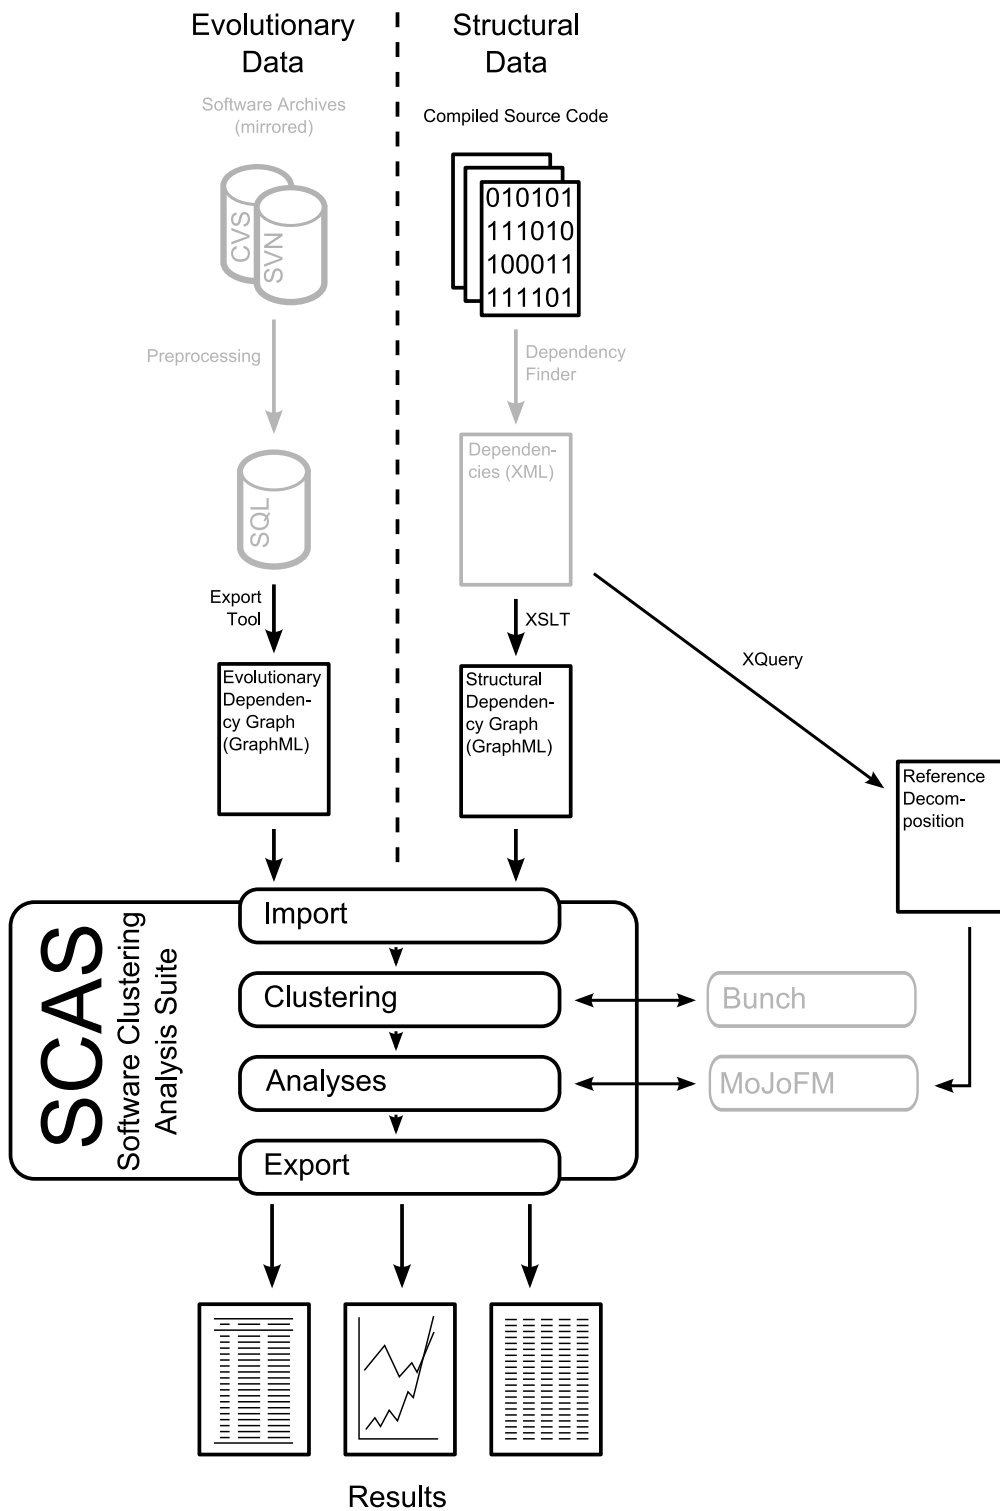 Evolutionary
Data
Structural
Data
Software Archives
(mirrored)
Compiled Source Code
CVS
SVN
010101
111010
100011
111101
Preprocessing
Dependency
Finder
SQL
Dependen-
cies (XML)
Export
Tool
XSLT
XQuery
Evolutionary
Dependen-
cy Graph
(GraphML)
Structural
Dependen-
cy Graph
(GraphML)
Reference
Decom-
position
SCAS
Software Clustering
Analysis Suite
Import
Clustering
Bunch
Analyses
MoJoFM
Export
Results